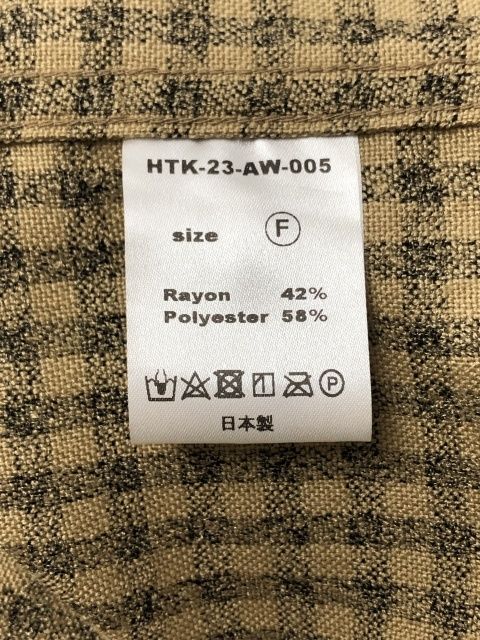 HTK-23-AW-005
size F
Rayon 42%
Polyester 58%
P
日本製